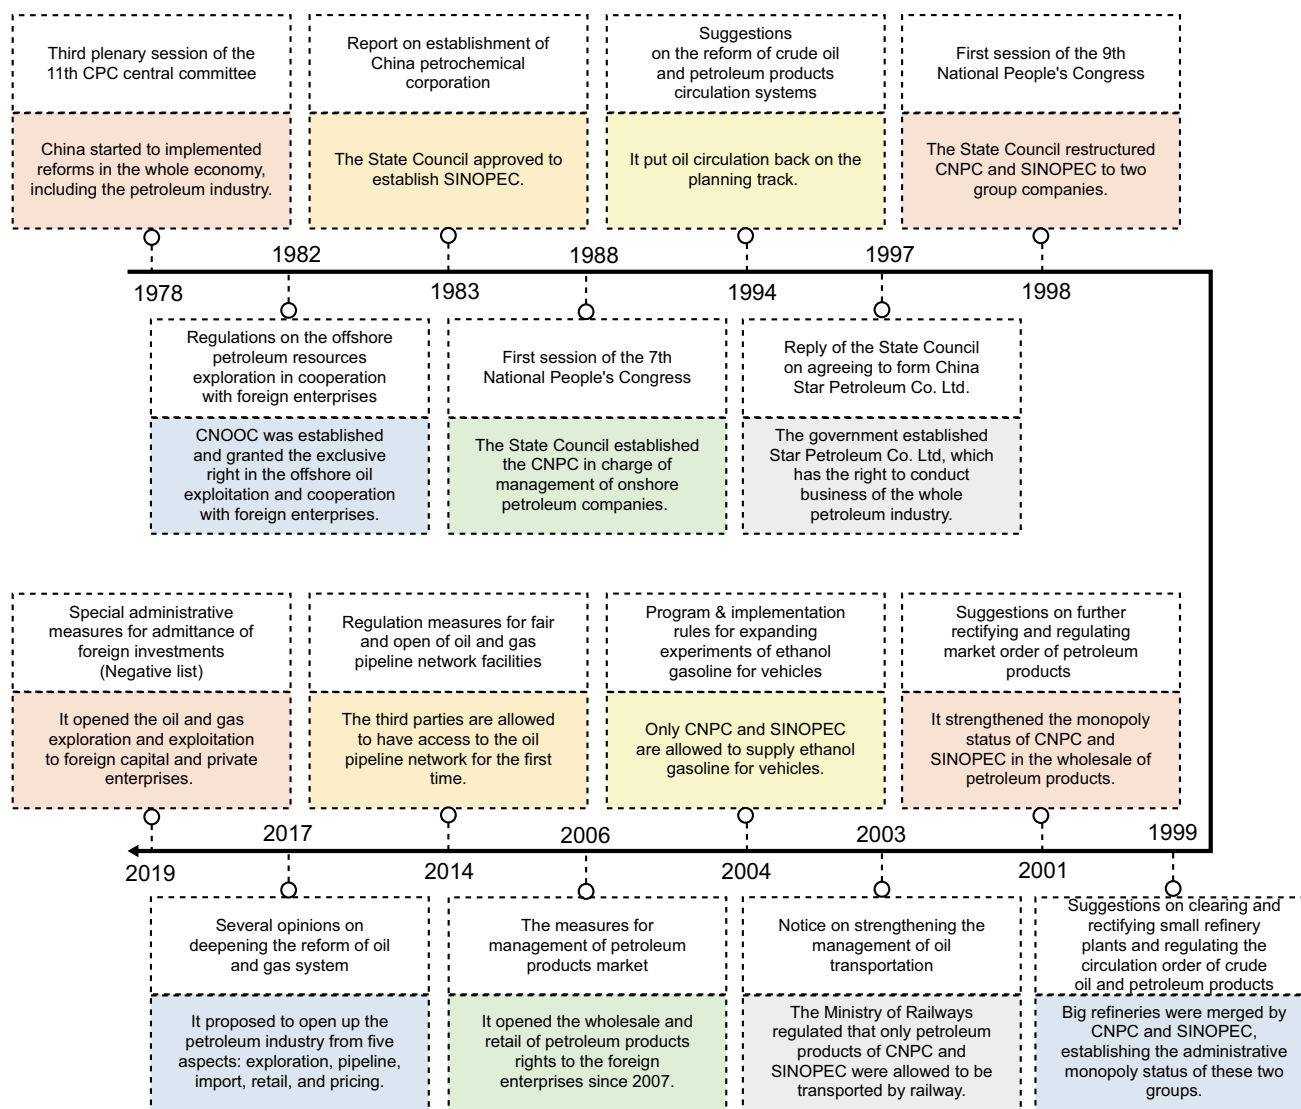 Third plenary session of the
11th CPC central committee
China started to implemented
reforms in the whole economy,
including the petroleum industry.
Report on establishment of
China petrochemical
corporation
The State Council approved to
establish SINOPEC.
Suggestions
on the reform of crude oil
and petroleum products
circulation systems
It put oil circulation back on the
planning track.
First session of the 9th
National People's Congress
The State Council restructured
CNPC and SINOPEC to two
group companies.
1982
1988
1997
1978
1983
1994
1998
Regulations on the offshore
petroleum resources
exploration in cooperation
with foreign enterprises
CNOOC was established
and granted the exclusive
right in the offshore oil
exploitation and cooperation
with foreign enterprises.
First session of the 7th
National People's Congress
The State Council established
the CNPC in charge of
management of onshore
petroleum companies.
Reply of the State Council
on agreeing to form China
Star Petroleum Co. Ltd.
The government established
Star Petroleum Co. Ltd, which
has the right to conduct
business of the whole
petroleum industry.
Special administrative
measures for admittance of
foreign investments
(Negative list)
It opened the oil and gas
exploration and exploitation
to foreign capital and private
enterprises.
Regulation measures for fair
and open of oil and gas
pipeline network facilities
The third parties are allowed
to have access to the oil
pipeline network for the first
time.
Program & implementation
rules for expanding
experiments of ethanol
gasoline for vehicles
Only CNPC and SINOPEC
are allowed to supply ethanol
gasoline for vehicles.
Suggestions on further
rectifying and regulating
market order of petroleum
products
It strengthened the monopoly
status of CNPC and
SINOPEC in the wholesale of
petroleum products.
2017
2006
2003
1999
2019
2014
2004
2001
Several opinions on
deepening the reform of oil
and gas system
It proposed to open up the
petroleum industry from five
aspects: exploration, pipeline,
import, retail, and pricing.
The measures for
management of petroleum
products market
It opened the wholesale and
retail of petroleum products
rights to the foreign
enterprises since 2007.
Notice on strengthening the
management of oil
transportation
The Ministry of Railways
regulated that only petroleum
products of CNPC and
SINOPEC were allowed to be
transported by railway.
Suggestions on clearing and
rectifying small refinery
plants and regulating the
circulation order of crude
oil and petroleum products
Big refineries were merged by
CNPC and SINOPEC,
establishing the administrative
monopoly status of these two
groups.